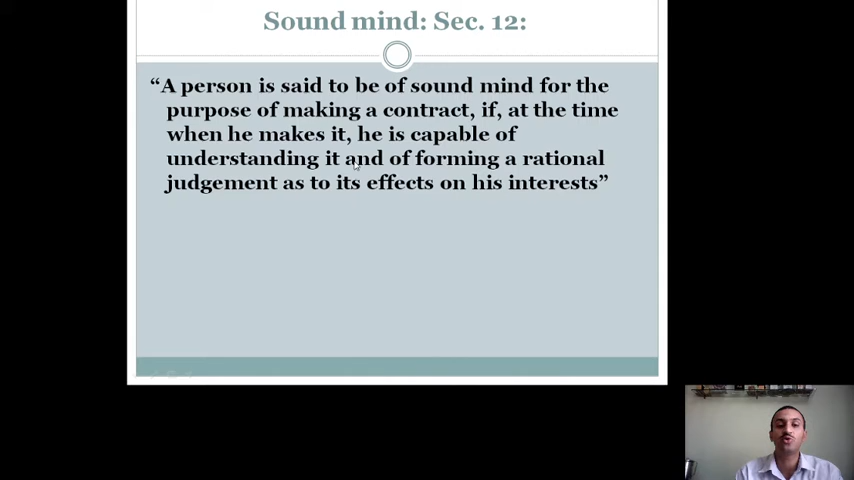 Sound mind: Sec. 12:
“A person is said to be of sound mind for the
purpose of making a contract, if, at the time
when he makes it, he is capable of
understanding it and of forming a rational
judgement as to its effects on his interests”